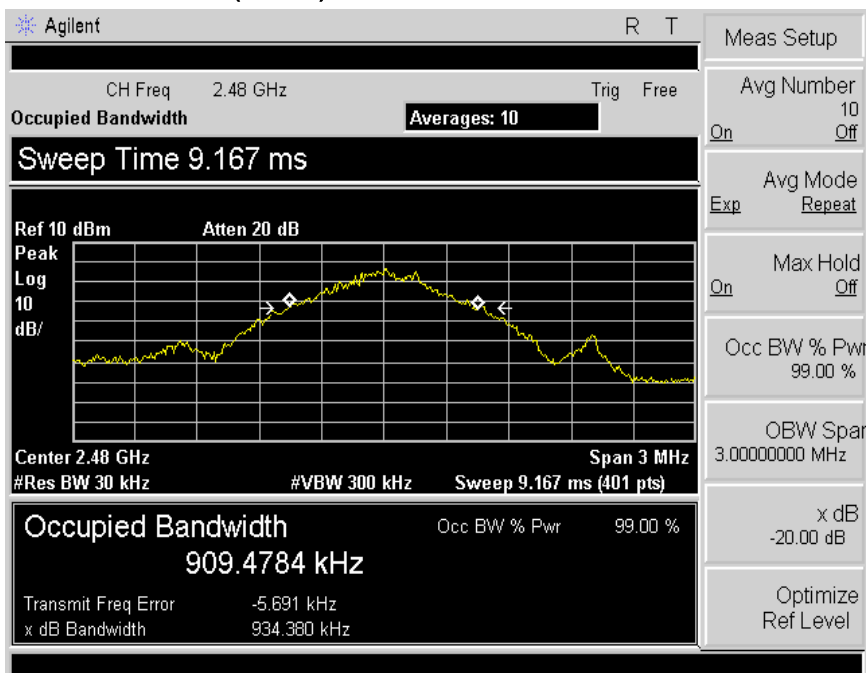 Agilent R T
CH Freq 2.48 GHz Trig Free
Occupied Bandwidth Averages: 10
Sweep Time 9.167 ms
Ref 10 dBm Atten 20 dB
Peak
Log
10
dB/
Center 2.48 GHz Span 3 MHz
#Res BW 30 kHz #VBW 300 kHz Sweep 9.167 ms (401 pts)
Occupied Bandwidth Occ BW % Pwr 99.00 %
909.4784 kHz
Transmit Freq Error -5.691 kHz
x dB Bandwidth 934.380 kHz
Meas Setup
Avg Number
10
On Off
Avg Mode
Exp Repeat
Max Hold
On Off
Occ BW % Pwr
99.00 %
OBW Span
3.00000000 MHz
x dB
-20.00 dB
Optimize
Ref Level